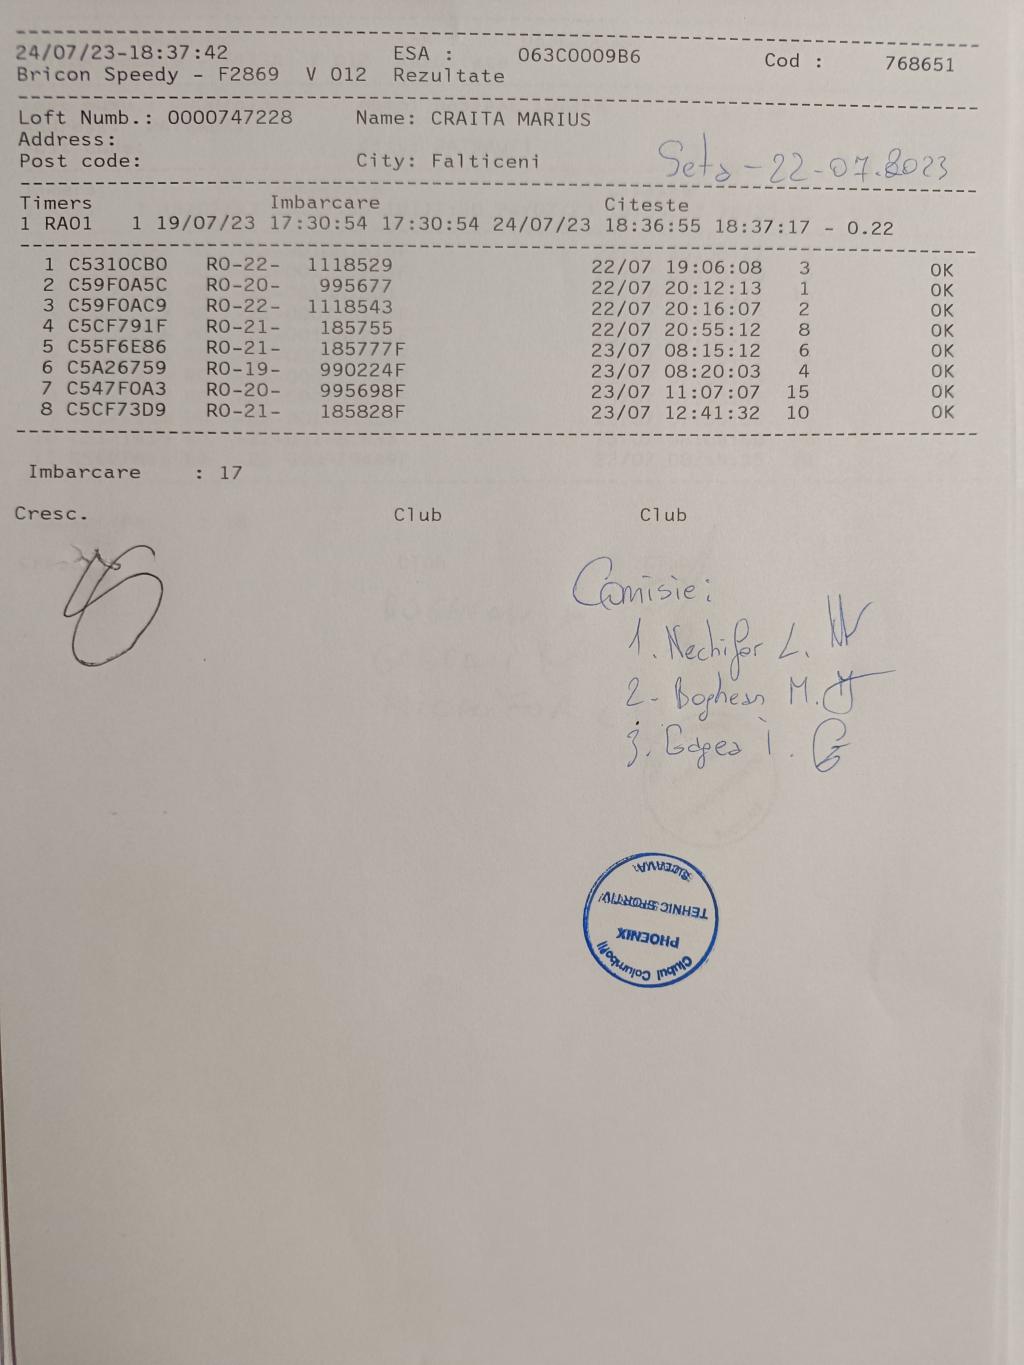 24/07/23-18:37:42 ESA : 063C0009B6 Cod : 768651
Bricon Speedy - F2869 V 012 Rezultate
Loft Numb.: 0000747228 Name: CRAITA MARIUS
Address:
Post code: City: Falticeni
Seta - 22-07.2023
Timers Imbarcare Citeste
1 RA01 1 19/07/23 17:30:54 17:30:54 24/07/23 18:36:55 18:37:17 - 0.22
1 C5310CB0 RO-22- 1118529 22/07 19:06:08 3 OK
2 C59F0A5C RO-20- 995677 22/07 20:12:13 1 OK
3 C59F0AC9 RO-22- 1118543 22/07 20:16:07 2 OK
4 C5CF791F RO-21- 185755 22/07 20:55:12 8 OK
5 C55F6E86 RO-21- 185777F 23/07 08:15:12 6 OK
6 C5A26759 RO-19- 990224F 23/07 08:20:03 4 OK
7 C547F0A3 RO-20- 995698F 23/07 11:07:07 15 OK
8 C5CF73D9 RO-21- 185828F 23/07 12:41:32 10 OK
Imbarcare : 17
Cresc. Club Club
Comisie:
1. Nechifor L.
2- Boghean M.
3. Gagea I.
Clubul Columbofil
PHOENIX
TEHNIC SPORTIV
SUCEAVA